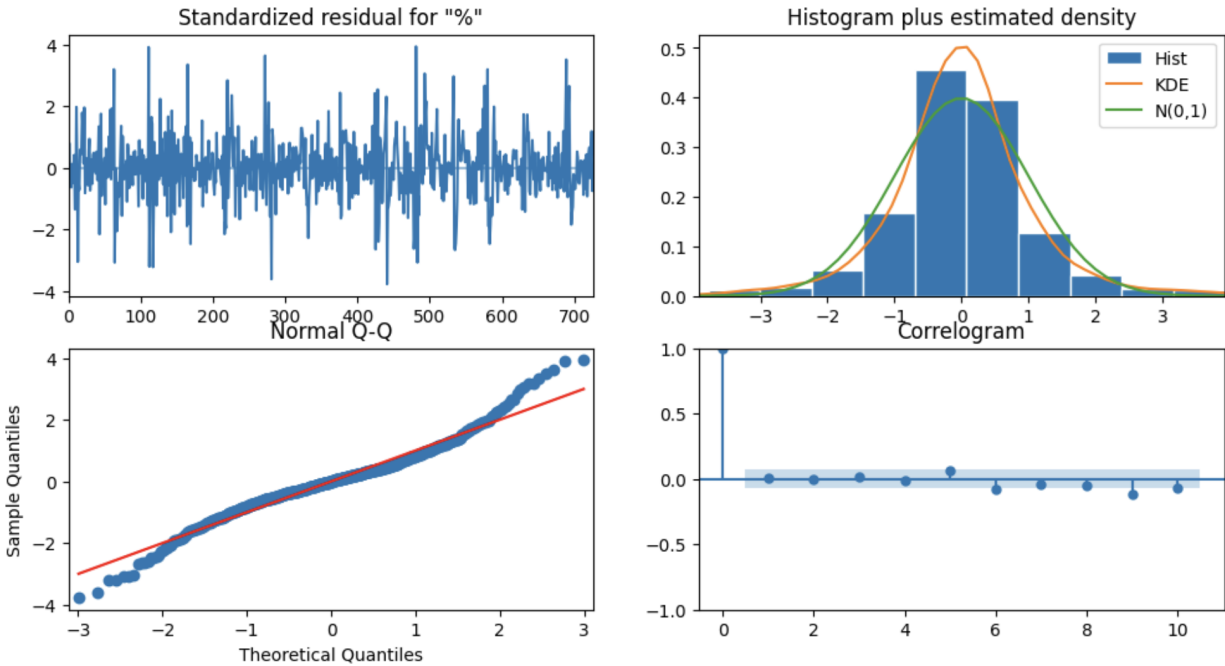 Standardized residual for "%"
4
2
0
−2
−4
0 100 200 300 400 500 600 700
Histogram plus estimated density
0.5
0.4
0.3
0.2
0.1
0.0
−3 −2 −1 0 1 2 3
Hist
KDE
N(0,1)
Normal Q-Q
Sample Quantiles
4
2
0
−2
−4
−3 −2 −1 0 1 2 3
Theoretical Quantiles
Correlogram
1.0
0.5
0.0
−0.5
−1.0
0 2 4 6 8 10